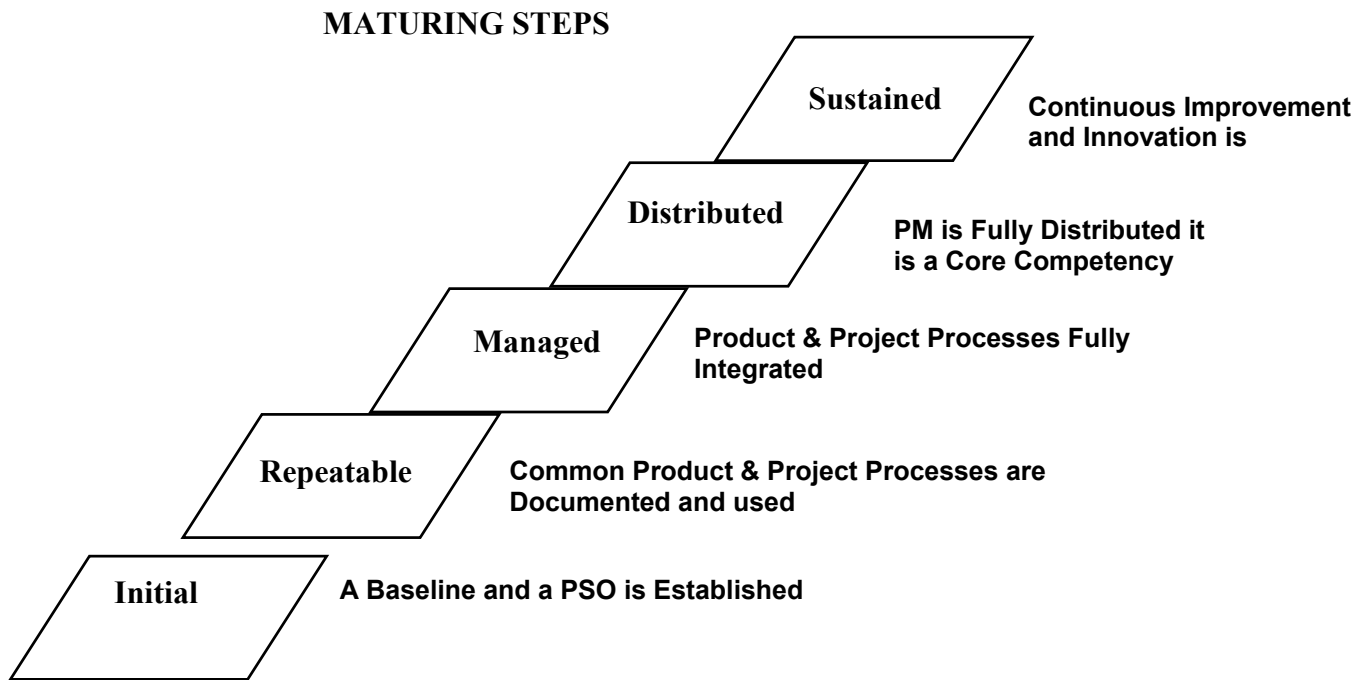 MATURING STEPS
Sustained
Continuous Improvement
and Innovation is
Distributed
PM is Fully Distributed it
is a Core Competency
Managed
Product & Project Processes Fully
Integrated
Repeatable
Common Product & Project Processes are
Documented and used
Initial
A Baseline and a PSO is Established